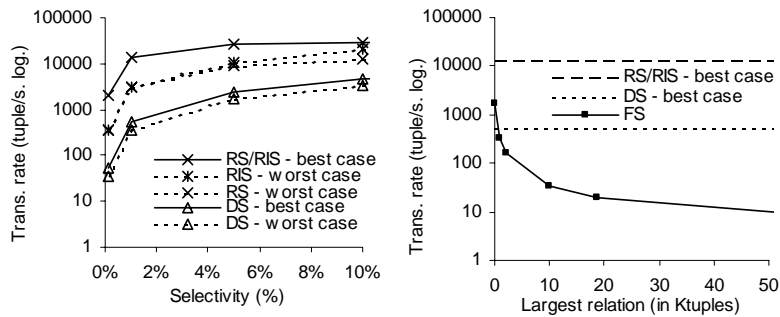 100000
10000
1000
100
10
1
Trans. rate (tuple/s. log.)
RS/RIS - best case
RIS - worst case
RS - worst case
DS - best case
DS - worst case
0% 2% 4% 6% 8% 10%
Selectivity (%)
100000
10000
1000
100
10
1
Trans. rate (tuple/s. log.)
RS/RIS - best case
DS - best case
FS
0 10 20 30 40 50
Largest relation (in Ktuples)